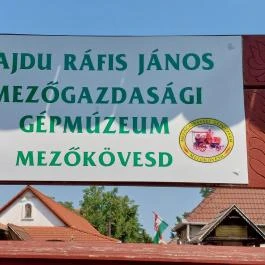 AJDU RÁFIS JÁNOS
MEZŐGAZDASÁGI
GÉPMÚZEUM
MEZŐKÖVESD